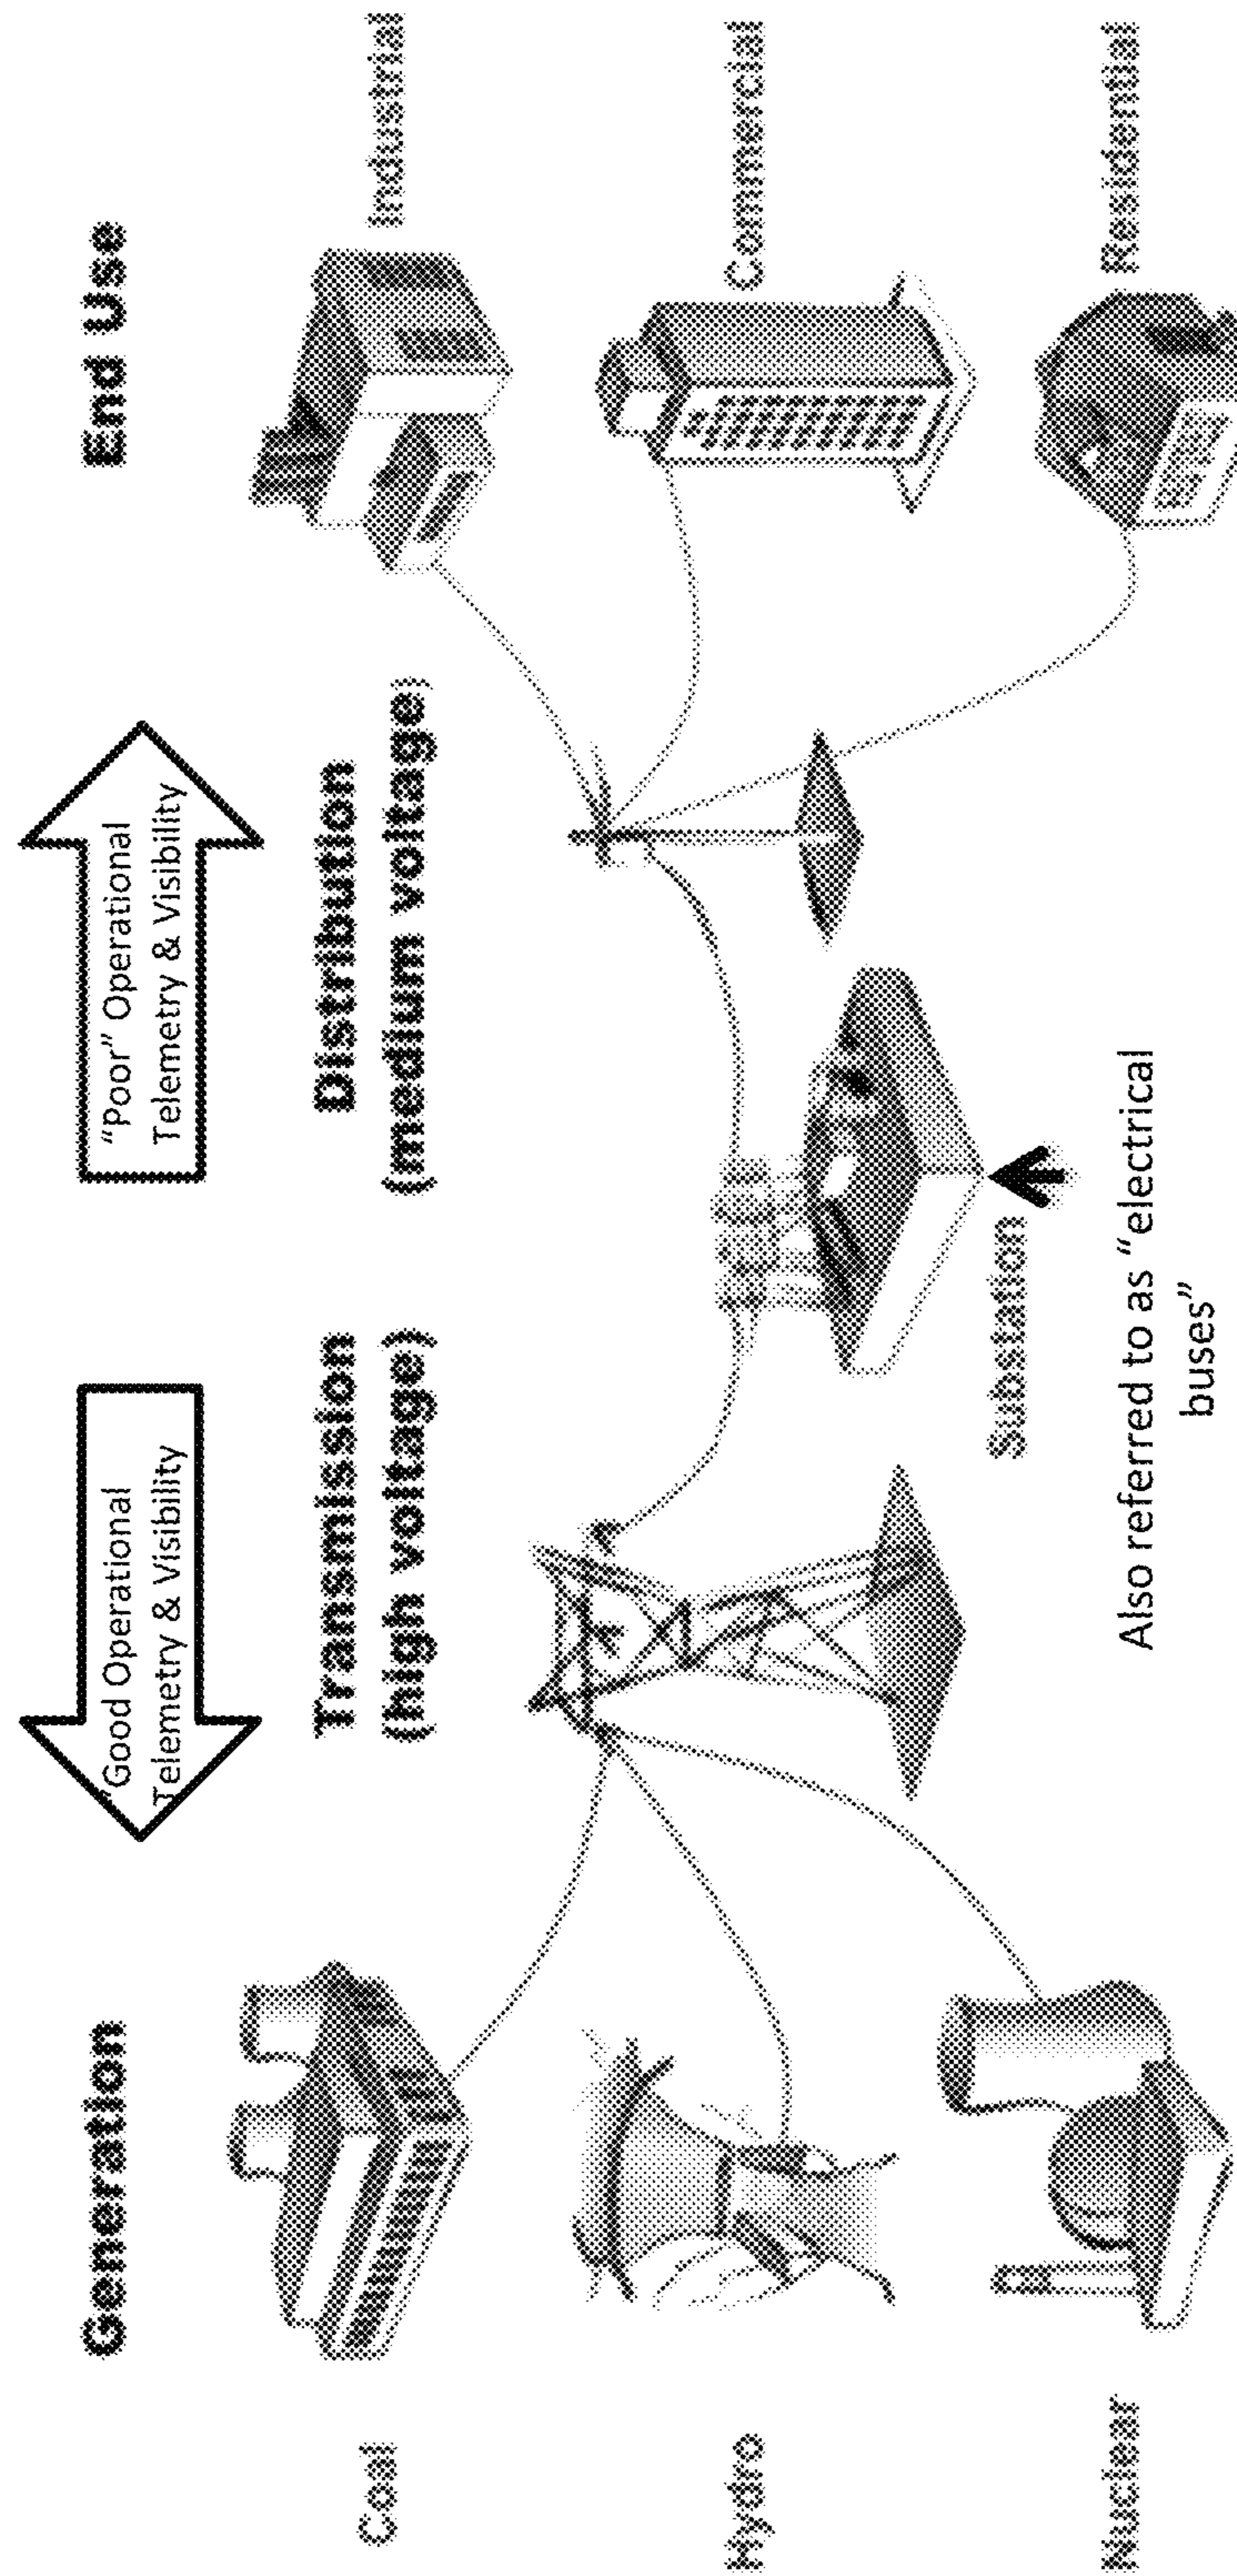 "Good Operational
Telemetry & Visibility
"Poor" Operational
Telemetry & Visibility
Generation
Transmission
(high voltage)
Distribution
(medium voltage)
End Use
Coal
Hydro
Nuclear
Substation
Also referred to as "electrical
buses"
Industrial
Commercial
Residential